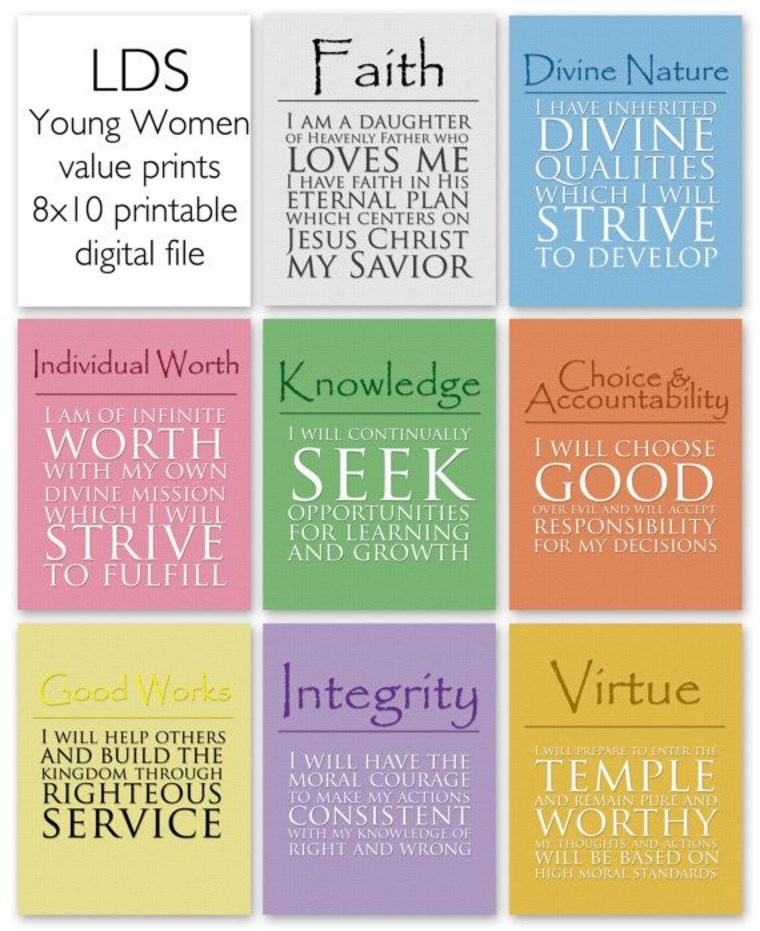 LDS
Young Women
value prints
8x10 printable
digital file
Faith
I AM A DAUGHTER
OF HEAVENLY FATHER WHO
LOVES ME
I HAVE FAITH IN HIS
ETERNAL PLAN
WHICH CENTERS ON
JESUS CHRIST
MY SAVIOR
Divine Nature
I HAVE INHERITED
DIVINE
QUALITIES
WHICH I WILL
STRIVE
TO DEVELOP
Individual Worth
I AM OF INFINITE
WORTH
WITH MY OWN
DIVINE MISSION
WHICH I WILL
STRIVE
TO FULFILL
Knowledge
I WILL CONTINUALLY
SEEK
OPPORTUNITIES
FOR LEARNING
AND GROWTH
Choice &
Accountability
I WILL CHOOSE
GOOD
OVER EVIL AND WILL ACCEPT
RESPONSIBILITY
FOR MY DECISIONS
Good Works
I WILL HELP OTHERS
AND BUILD THE
KINGDOM THROUGH
RIGHTEOUS
SERVICE
Integrity
I WILL HAVE THE
MORAL COURAGE
TO MAKE MY ACTIONS
CONSISTENT
WITH MY KNOWLEDGE OF
RIGHT AND WRONG
Virtue
I WILL PREPARE TO ENTER THE
TEMPLE
AND REMAIN PURE AND
WORTHY
MY THOUGHTS AND ACTIONS
WILL BE BASED ON
HIGH MORAL STANDARDS